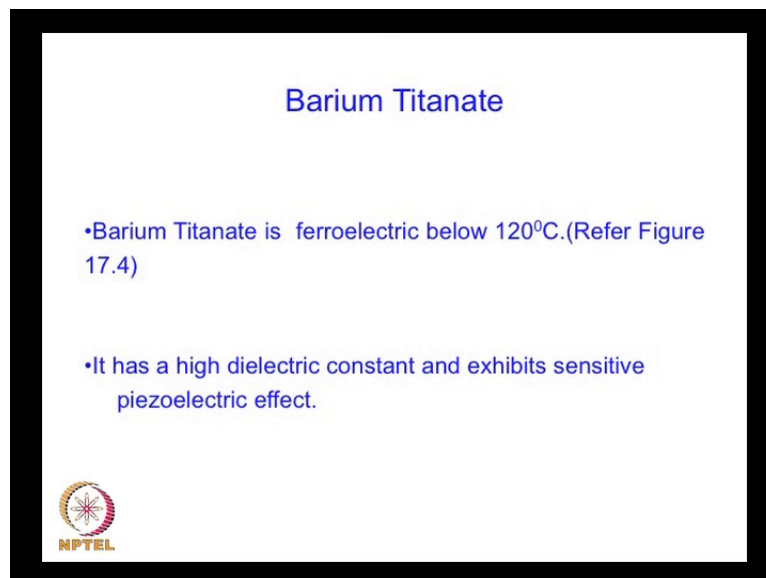 Barium Titanate
•Barium Titanate is  ferroelectric below 120⁰C.(Refer Figure
17.4)
•It has a high dielectric constant and exhibits sensitive
piezoelectric effect.
NPTEL